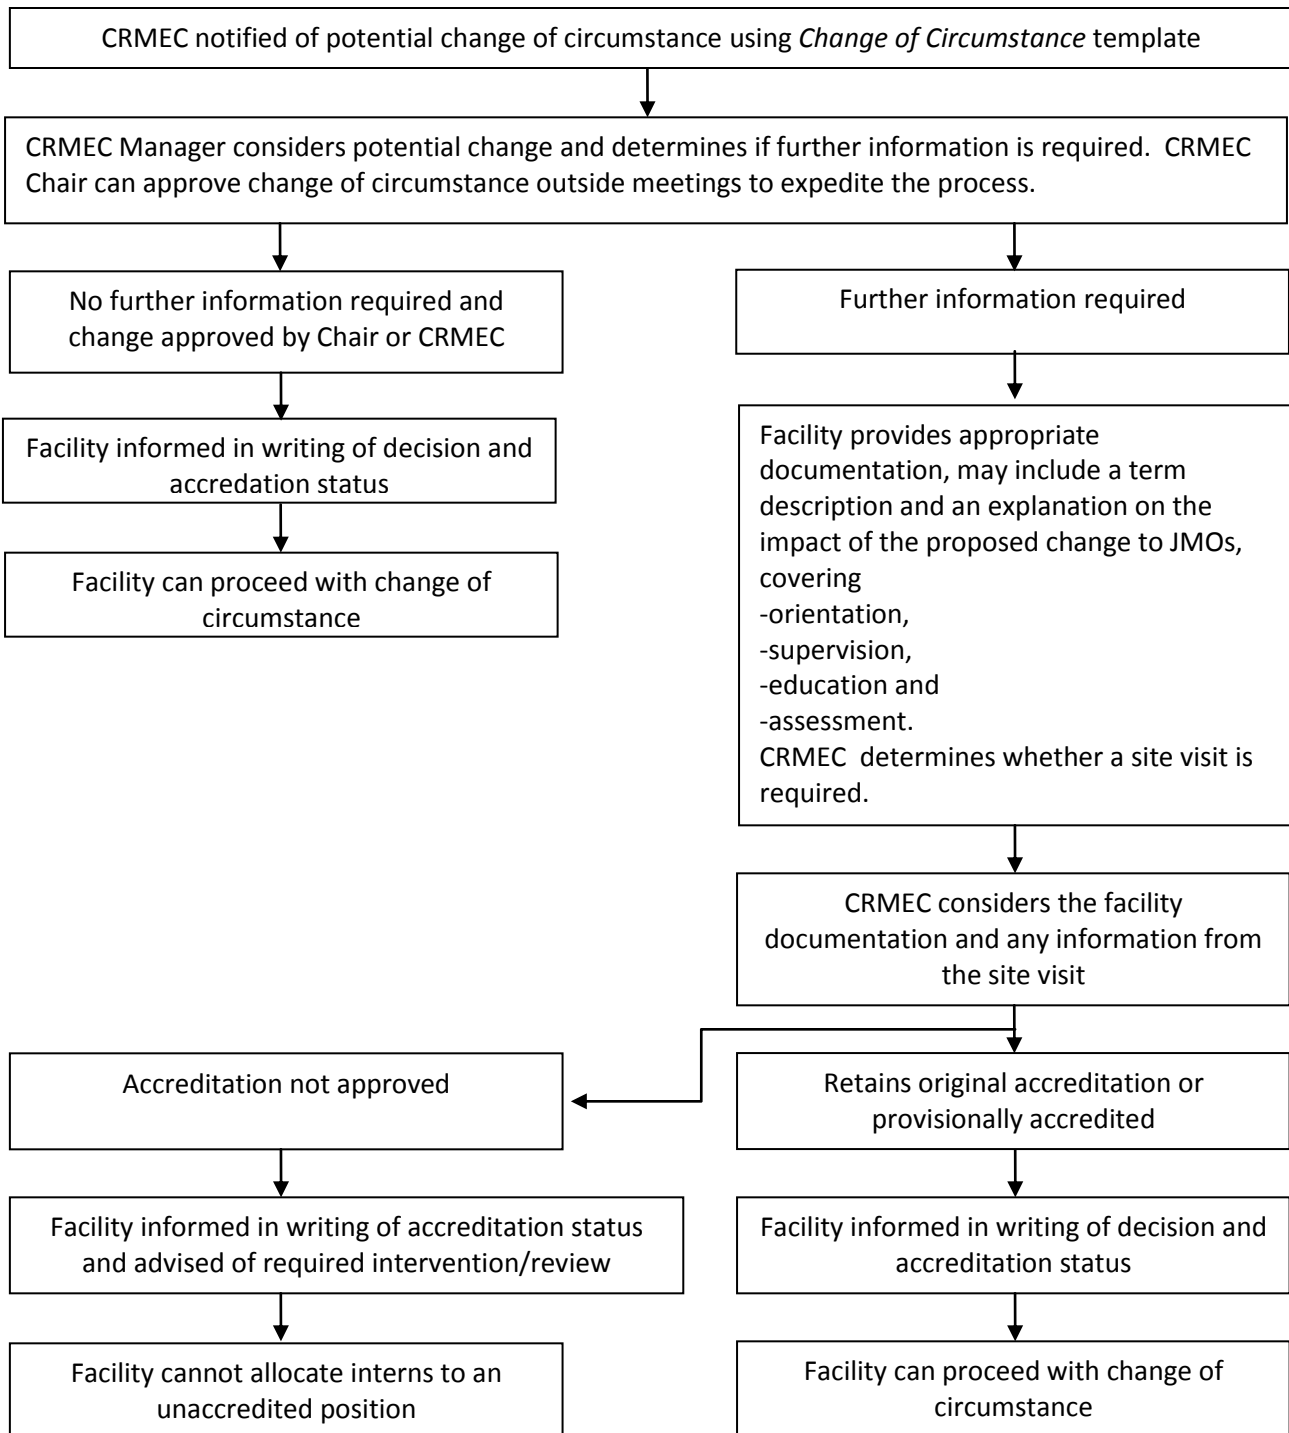 CRMEC notified of potential change of circumstance using Change of Circumstance template
CRMEC Manager considers potential change and determines if further information is required.  CRMEC
Chair can approve change of circumstance outside meetings to expedite the process.
No further information required and
change approved by Chair or CRMEC
Further information required
Facility informed in writing of decision and
accredation status
Facility can proceed with change of
circumstance
Facility provides appropriate
documentation, may include a term
description and an explanation on the
impact of the proposed change to JMOs,
covering
-orientation,
-supervision,
-education and
-assessment.
CRMEC  determines whether a site visit is
required.
CRMEC considers the facility
documentation and any information from
the site visit
Accreditation not approved
Retains original accreditation or
provisionally accredited
Facility informed in writing of accreditation status
and advised of required intervention/review
Facility informed in writing of decision and
accreditation status
Facility cannot allocate interns to an
unaccredited position
Facility can proceed with change of
circumstance